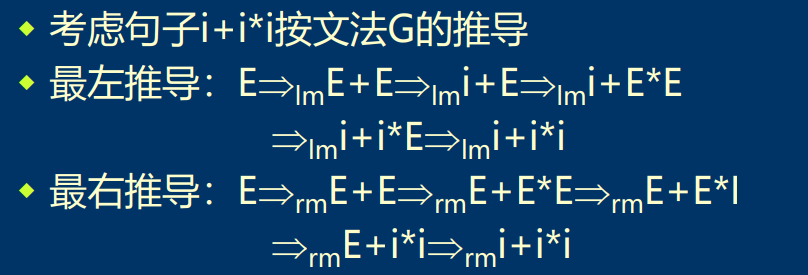 ◆ 考虑句子i+i*i按文法G的推导
◆ 最左推导：E⇒lmE+E⇒lmi+E⇒lmi+E*E
⇒lmi+i*E⇒lmi+i*i
◆ 最右推导：E⇒rmE+E⇒rmE+E*E⇒rmE+E*I
⇒rmE+i*i⇒rmi+i*i